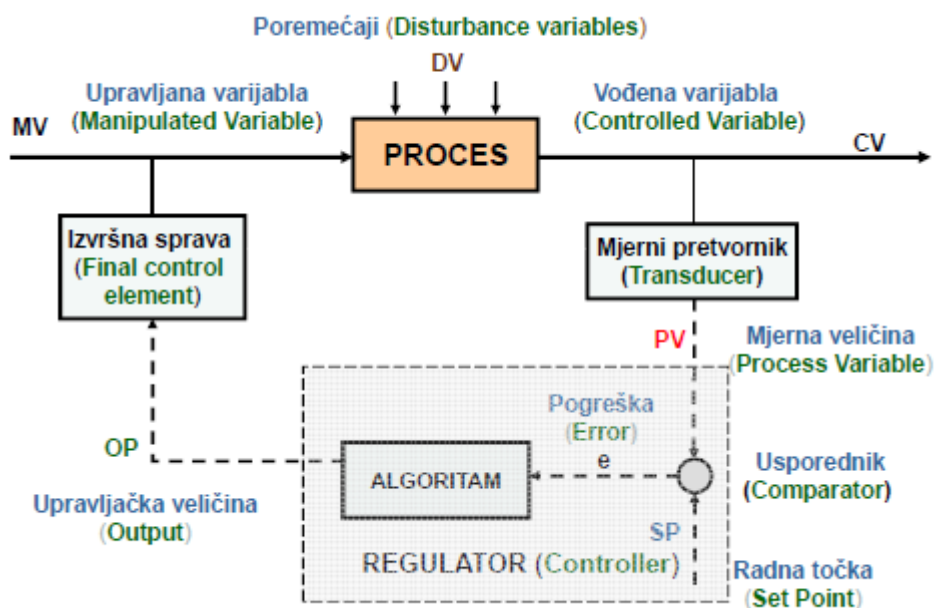 Poremećaji (Disturbance variables)
DV
Upravljana varijabla
(Manipulated Variable)
MV
PROCES
Vođena varijabla
(Controlled Variable)
CV
Izvršna sprava
(Final control
element)
Mjerni pretvornik
(Transducer)
PV
Mjerna veličina
(Process Variable)
Pogreška
(Error)
e
OP
ALGORITAM
Usporednik
(Comparator)
Upravljačka veličina
(Output)
SP
REGULATOR (Controller)
Radna točka
(Set Point)